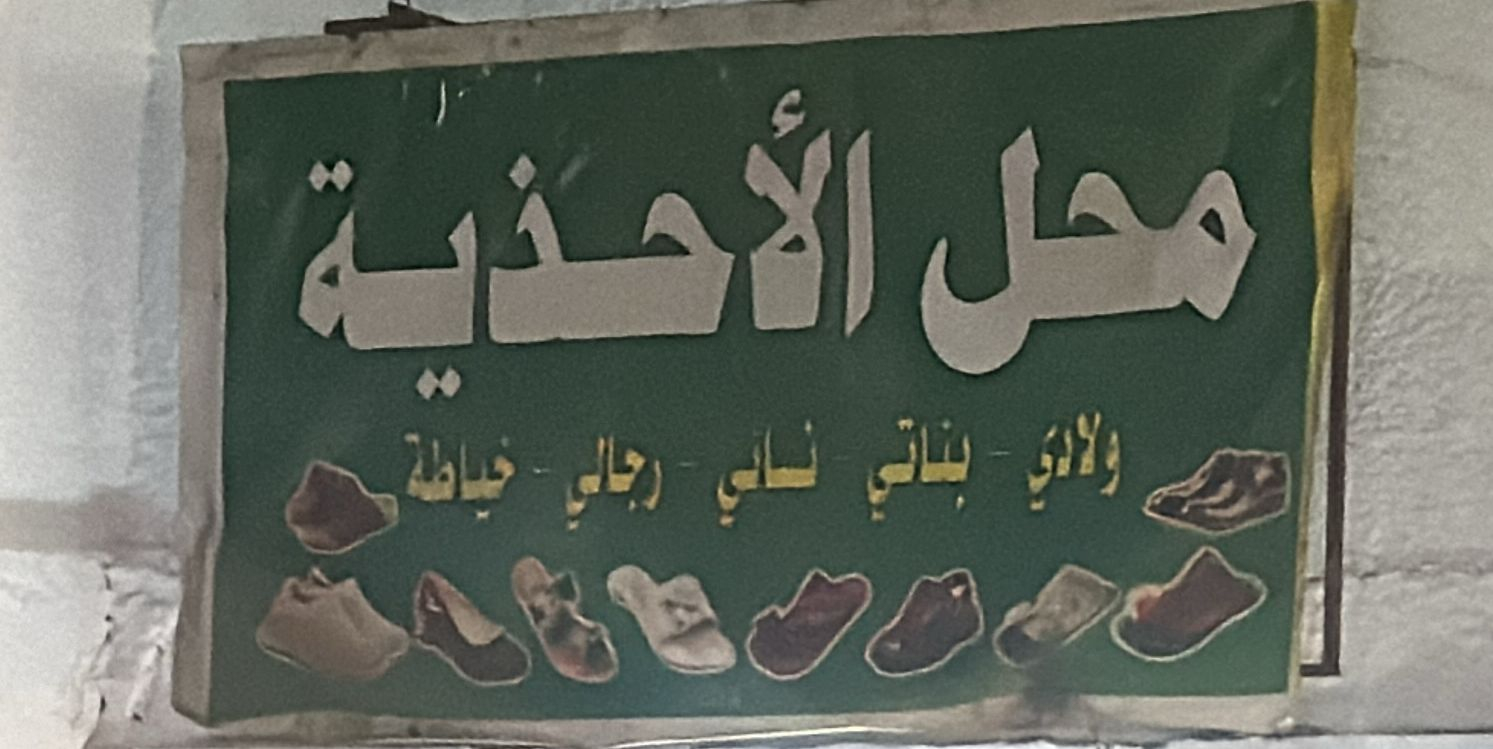 محل الأحذية
ولادي - بناتي - نسائي - رجالي - خياطة